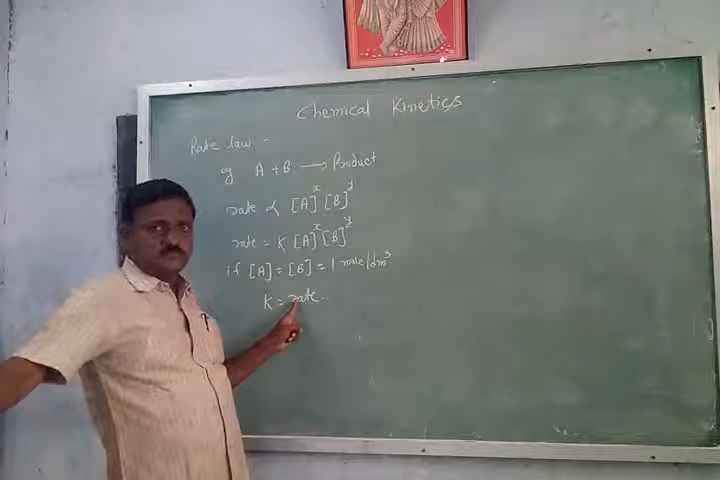 Chemical Kinetics
Rate law -
eg A + B ⟶ Product
rate ∝ [A]^x [B]^y
rate = K [A]^x [B]^y
if [A] = [B] = 1 mole/dm³
K = rate.